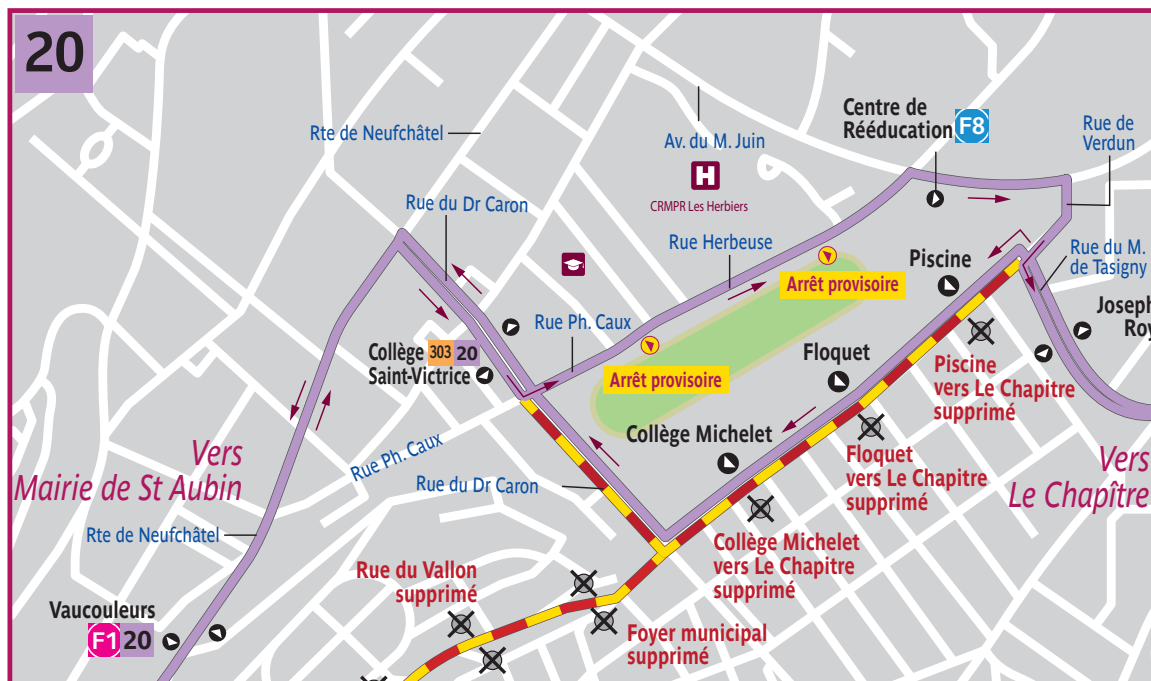 20
Centre de
Rééducation F8
Rue de
Verdun
Rte de Neufchâtel
Av. du M. Juin
H
CRMPR Les Herbiers
Rue du Dr Caron
Rue Herbeuse
Piscine
Rue du M.
de Tasigny
Arrêt provisoire
Joseph
Roy
Rue Ph. Caux
Collège 303 20
Saint-Victrice
Floquet
Arrêt provisoire
Piscine
vers Le Chapitre
supprimé
Collège Michelet
Vers
Mairie de St Aubin
Rue Ph. Caux
Rue du Dr Caron
Floquet
vers Le Chapitre
supprimé
Vers
Le Chapître
Rte de Neufchâtel
Collège Michelet
vers Le Chapitre
supprimé
Rue du Vallon
supprimé
Vaucouleurs
F1 20
Foyer municipal
supprimé